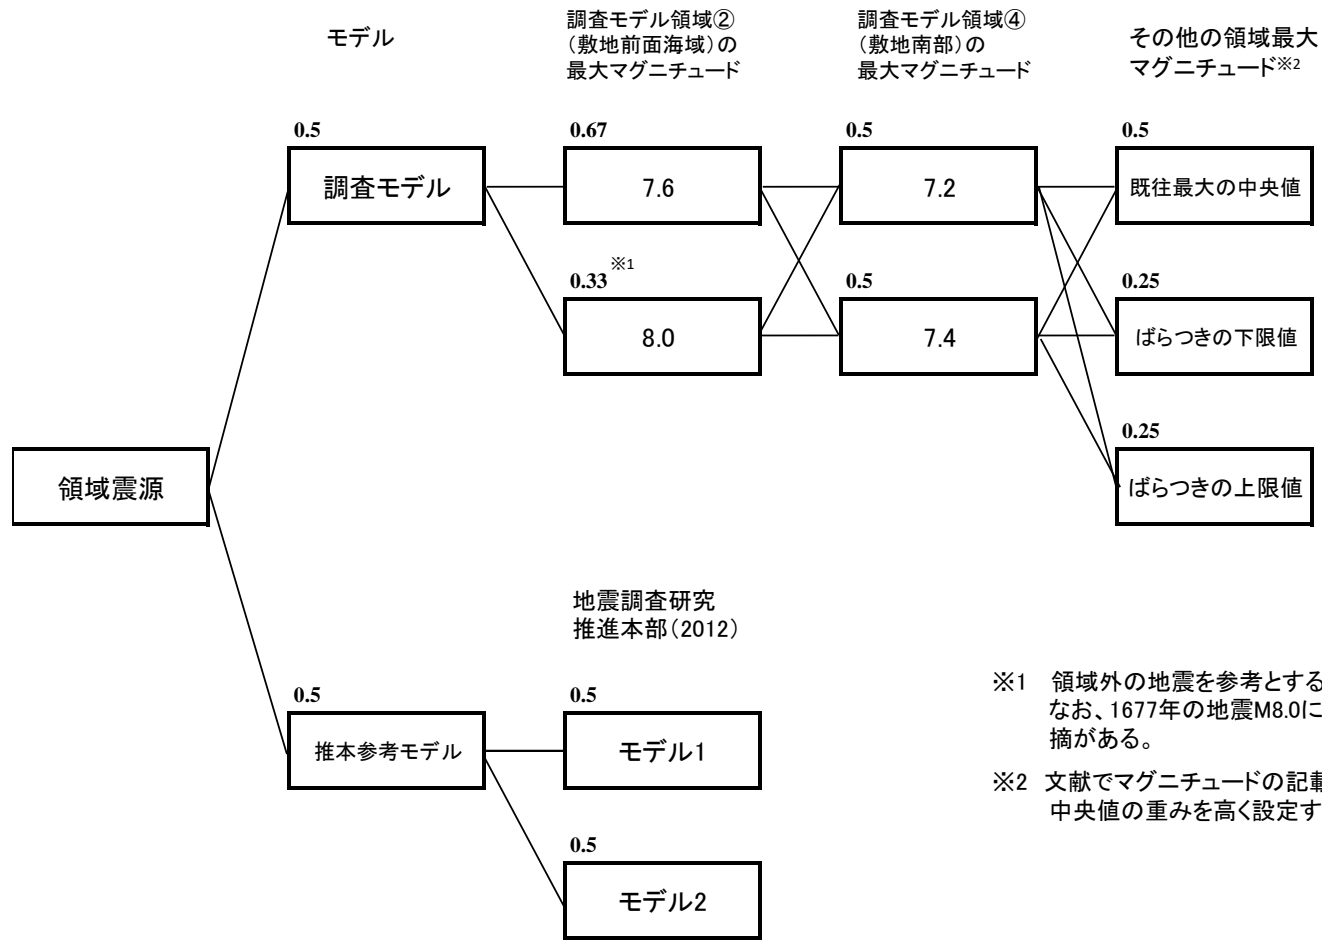 モデル
調査モデル領域②
（敷地前面海域）の
最大マグニチュード
調査モデル領域④
（敷地南部）の
最大マグニチュード
その他の領域最大
マグニチュード※2
0.5
調査モデル
0.67
7.6
0.5
7.2
0.5
既往最大の中央値
0.33 ※1
8.0
0.5
7.4
0.25
ばらつきの下限値
0.25
ばらつきの上限値
領域震源
地震調査研究
推進本部（2012）
0.5
推本参考モデル
0.5
モデル1
0.5
モデル2
※1　領域外の地震を参考とする
なお、1677年の地震M8.0に
摘がある。
※2　文献でマグニチュードの記
中央値の重みを高く設定す